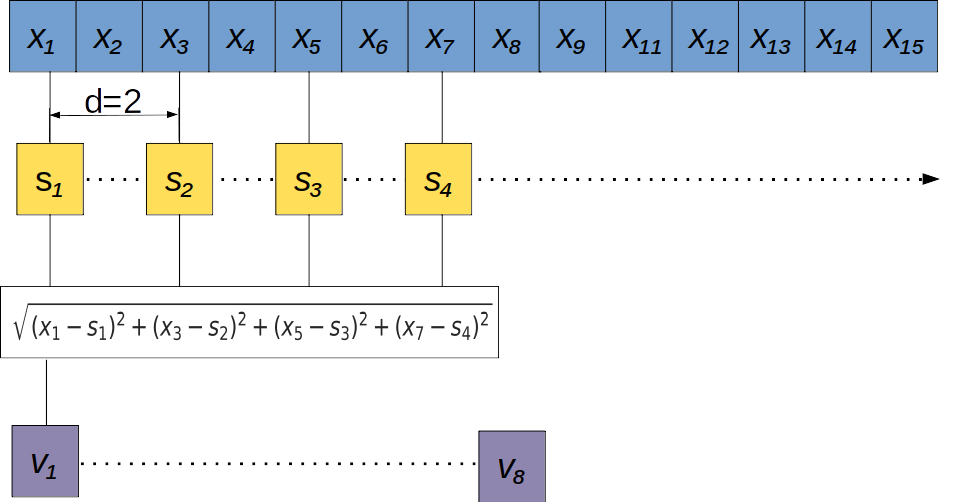 x1 x2 x3 x4 x5 x6 x7 x8 x9 x11 x12 x13 x14 x15
d=2
s1 s2 s3 s4
√(x1 − s1)2 + (x3 − s2)2 + (x5 − s3)2 + (x7 − s4)2
v1 v8